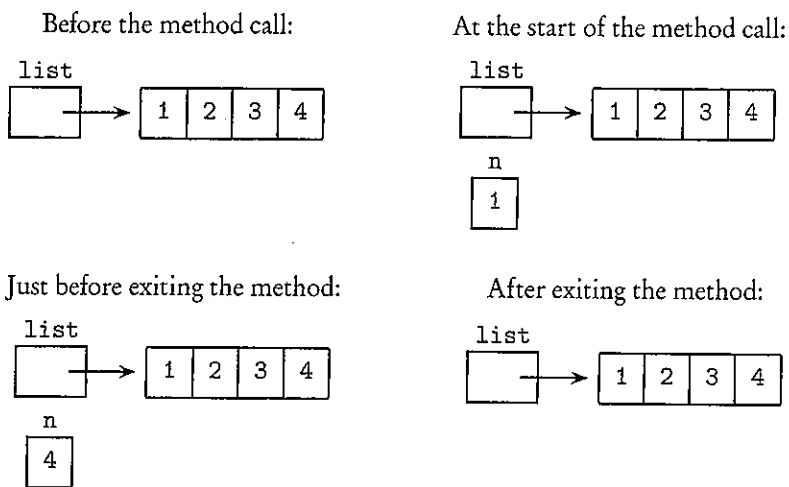 Before the method call:
list
1 2 3 4
At the start of the method call:
list
1 2 3 4
n
1
Just before exiting the method:
list
1 2 3 4
n
4
After exiting the method:
list
1 2 3 4